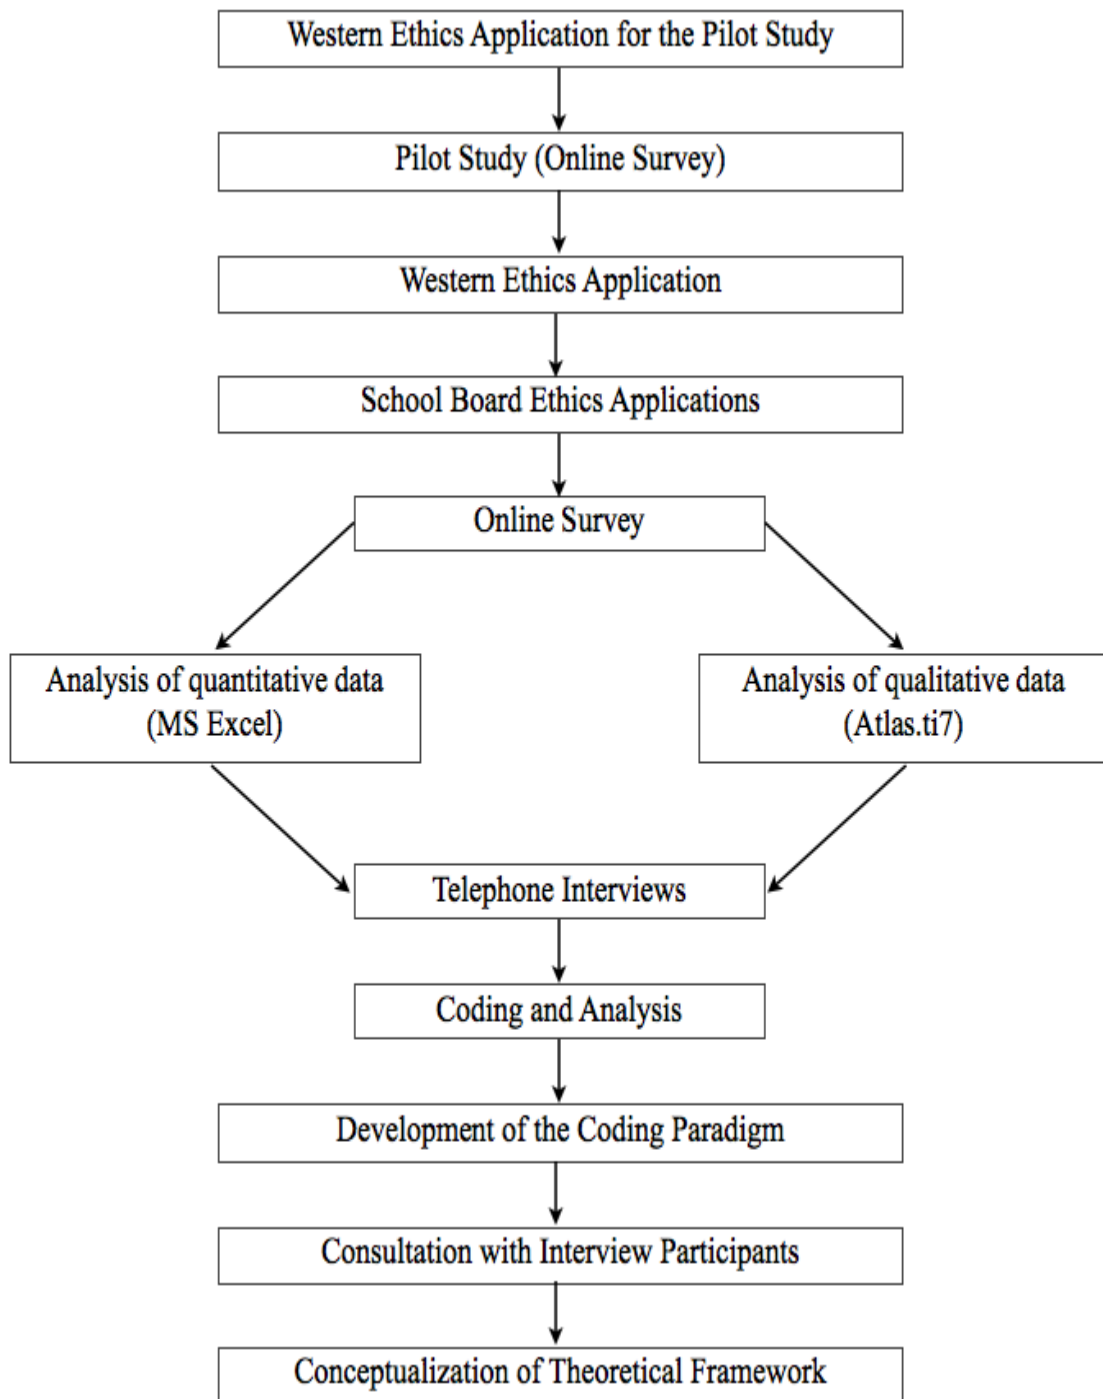 Western Ethics Application for the Pilot Study
Pilot Study (Online Survey)
Western Ethics Application
School Board Ethics Applications
Online Survey
Analysis of quantitative data
(MS Excel)
Analysis of qualitative data
(Atlas.ti7)
Telephone Interviews
Coding and Analysis
Development of the Coding Paradigm
Consultation with Interview Participants
Conceptualization of Theoretical Framework